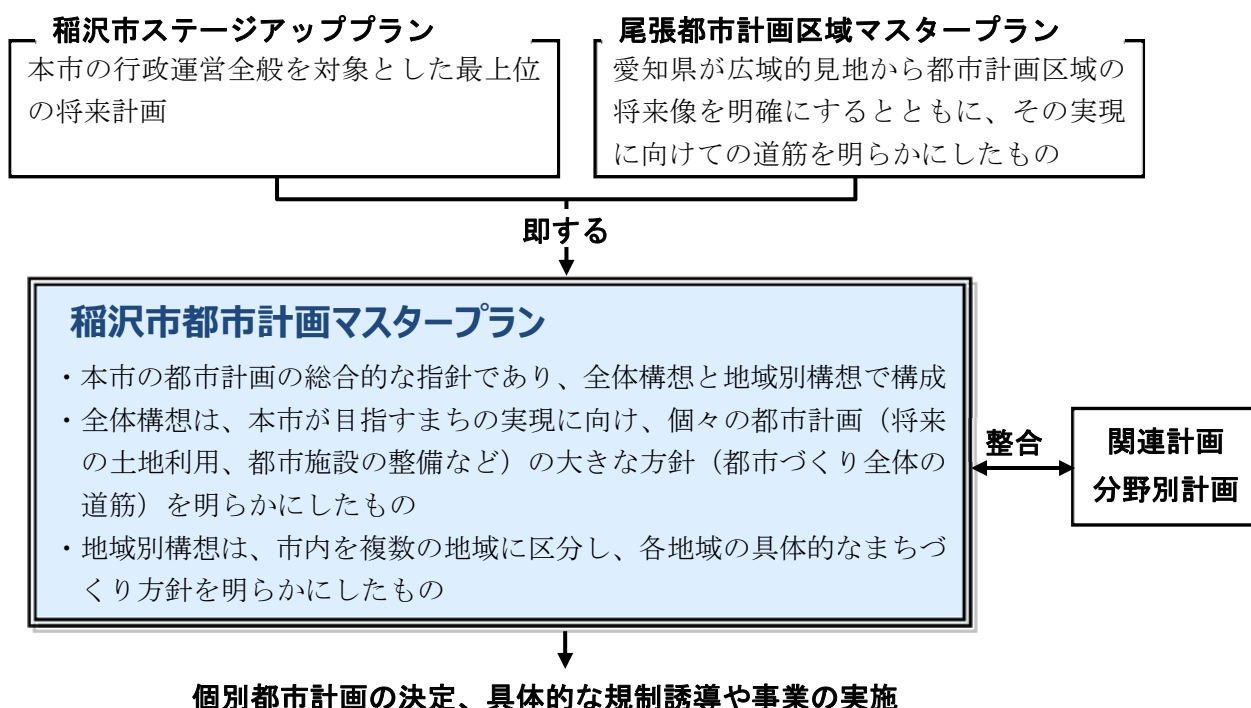 稲沢市ステージアッププラン
本市の行政運営全般を対象とした最上位
の将来計画
尾張都市計画区域マスタープラン
愛知県が広域的見地から都市計画区域の
将来像を明確にするとともに、その実現
に向けての道筋を明らかにしたもの
即する
稲沢市都市計画マスタープラン
・本市の都市計画の総合的な指針であり、全体構想と地域別構想で構成
・全体構想は、本市が目指すまちの実現に向け、個々の都市計画（将来
の土地利用、都市施設の整備など）の大きな方針（都市づくり全体の
道筋）を明らかにしたもの
・地域別構想は、市内を複数の地域に区分し、各地域の具体的なまちづ
くり方針を明らかにしたもの
整合
関連計画
分野別計画
個別都市計画の決定、具体的な規制誘導や事業の実施